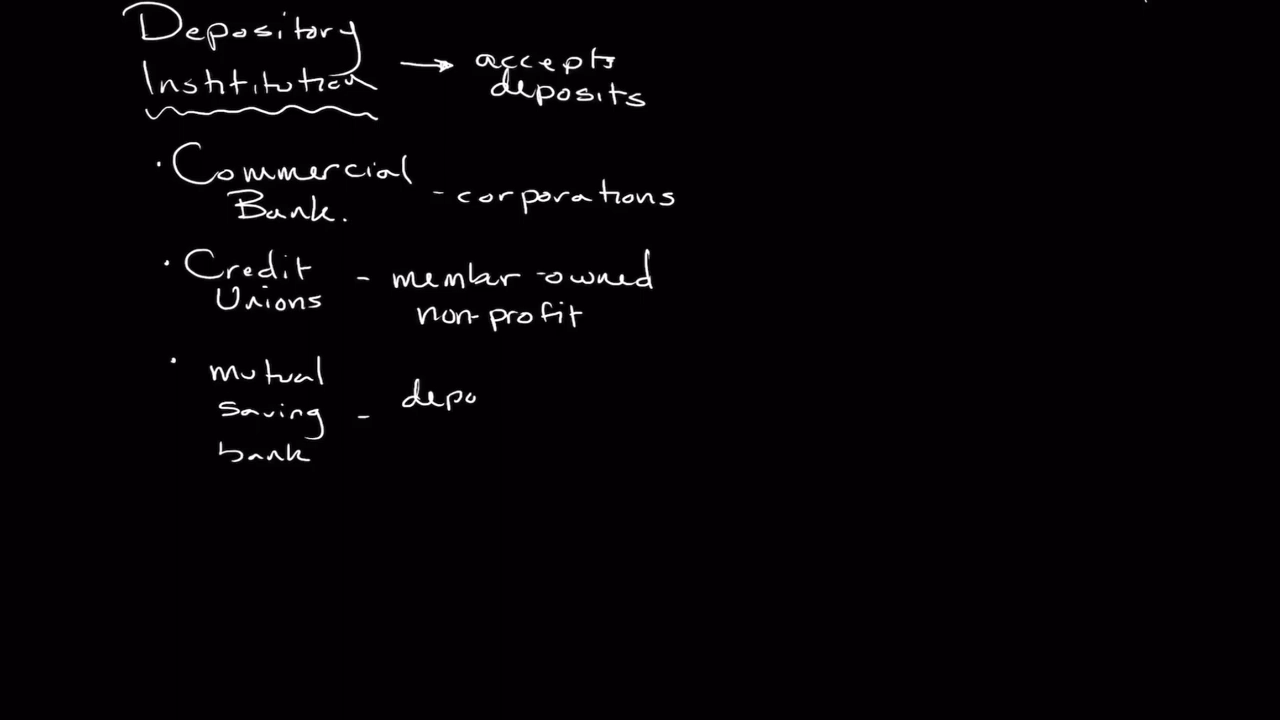 Depository
Institution → accepts
deposits
· Commercial
Bank. - corporations
· Credit - member-owned
Unions non-profit
· mutual
saving - depo
bank